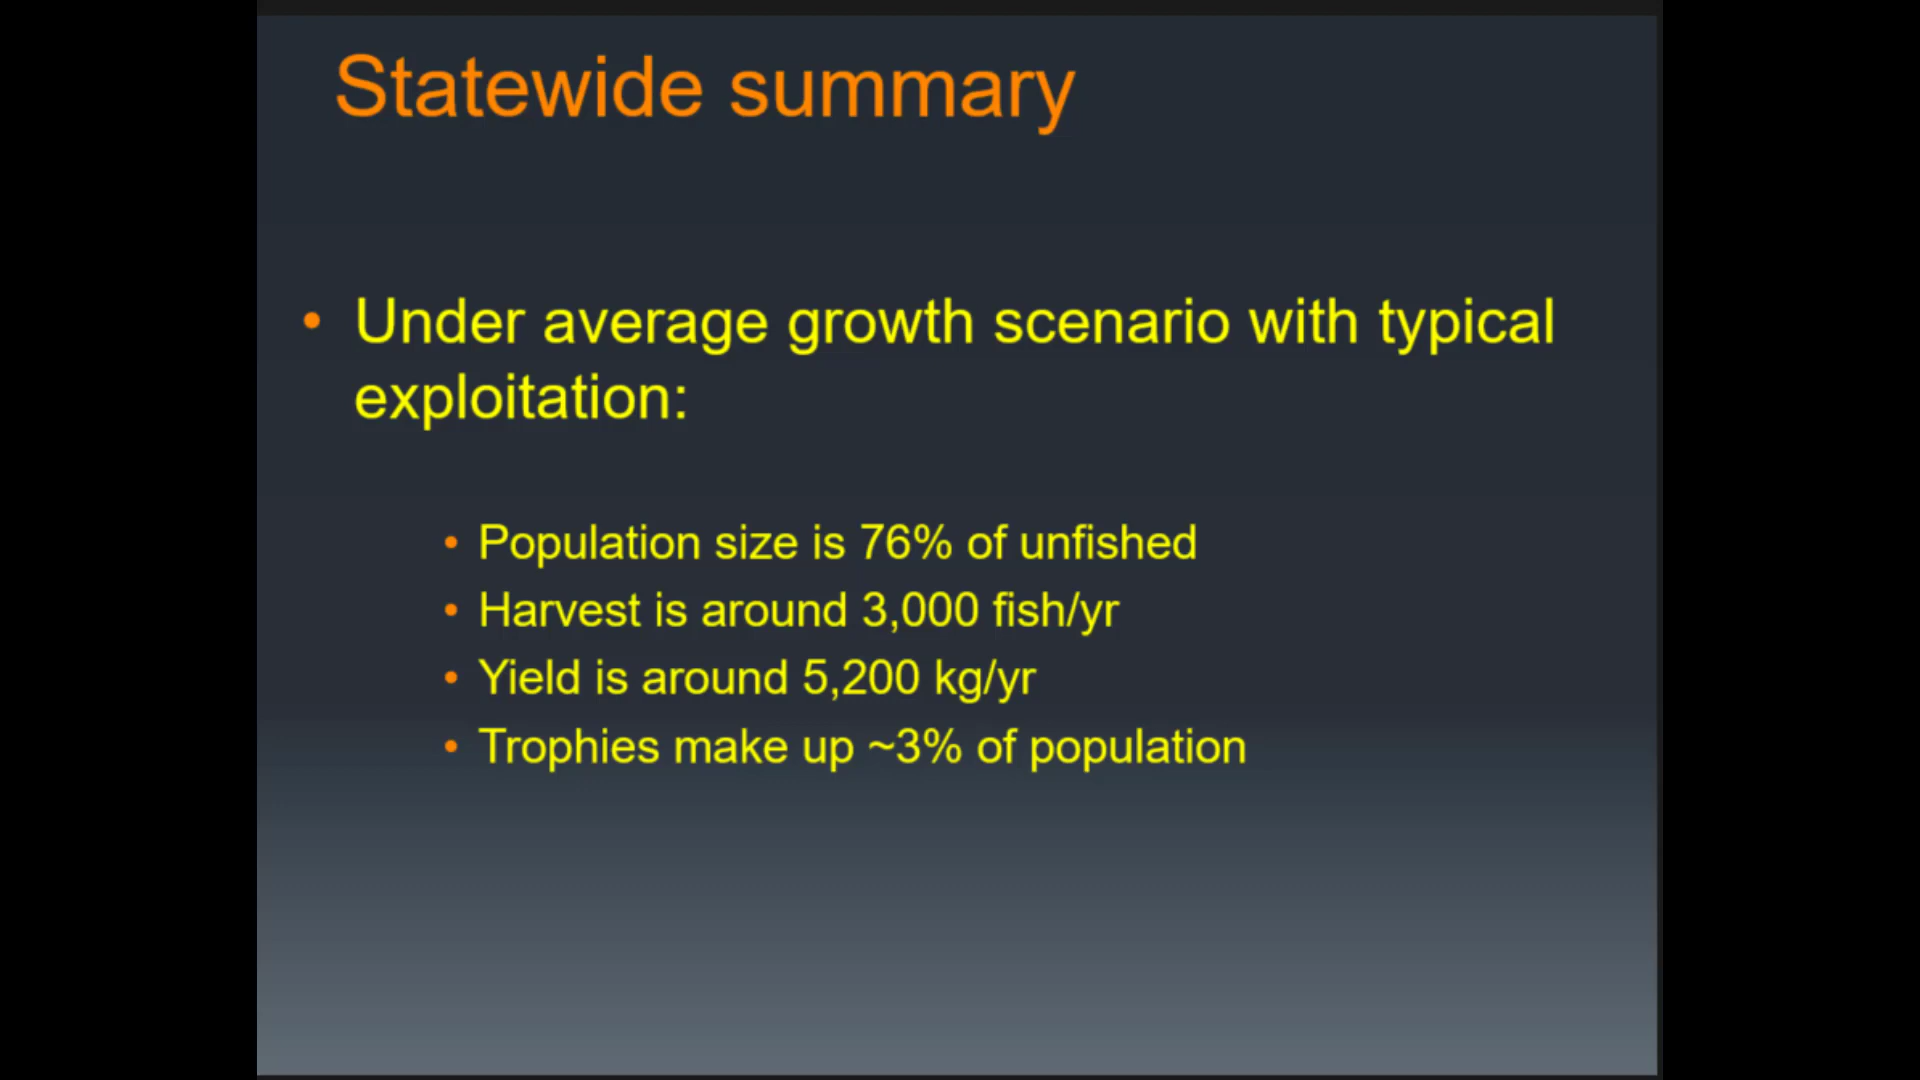 Statewide summary
• Under average growth scenario with typical
exploitation:
• Population size is 76% of unfished
• Harvest is around 3,000 fish/yr
• Yield is around 5,200 kg/yr
• Trophies make up ~3% of population